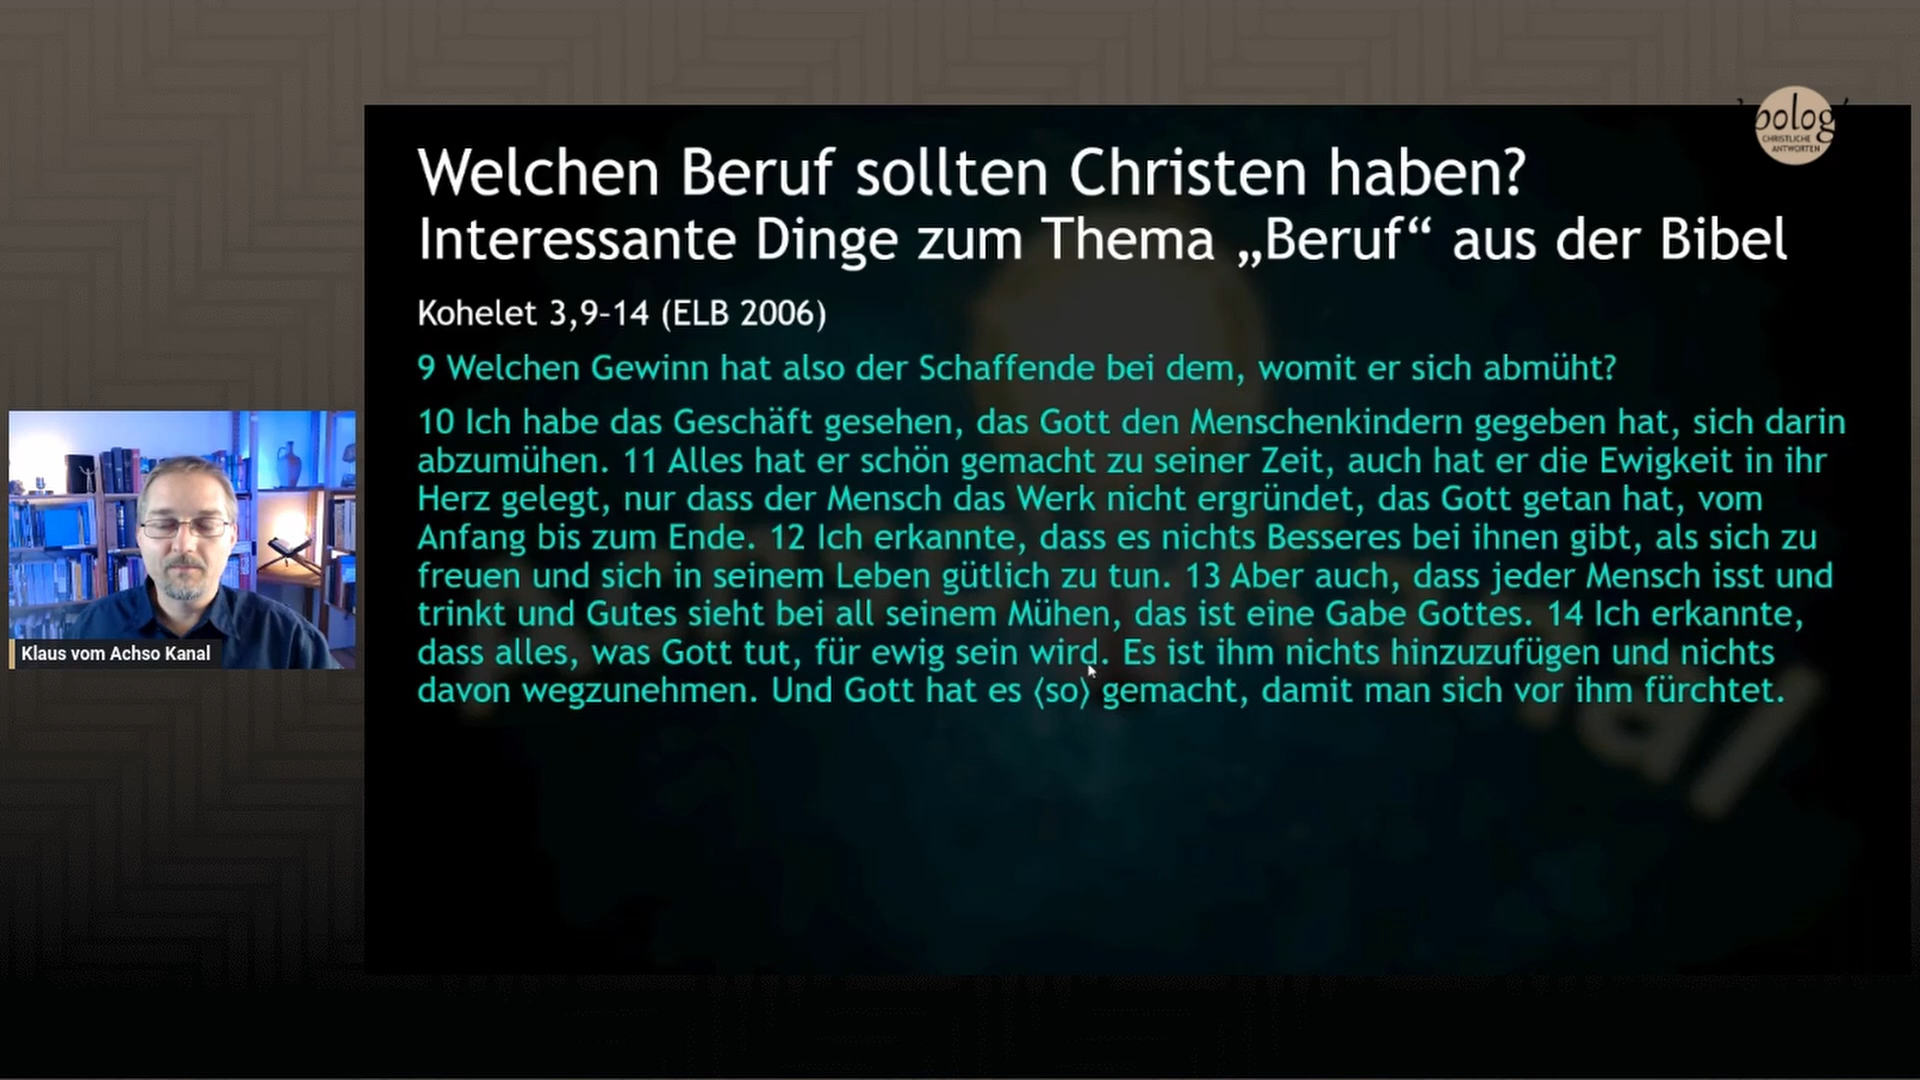 polog
CHRISTLICHE
ANTWORTEN
Welchen Beruf sollten Christen haben?
Interessante Dinge zum Thema „Beruf“ aus der Bibel
Kohelet 3,9–14 (ELB 2006)
9 Welchen Gewinn hat also der Schaffende bei dem, womit er sich abmüht?
10 Ich habe das Geschäft gesehen, das Gott den Menschenkindern gegeben hat, sich darin
abzumühen. 11 Alles hat er schön gemacht zu seiner Zeit, auch hat er die Ewigkeit in ihr
Herz gelegt, nur dass der Mensch das Werk nicht ergründet, das Gott getan hat, vom
Anfang bis zum Ende. 12 Ich erkannte, dass es nichts Besseres bei ihnen gibt, als sich zu
freuen und sich in seinem Leben gütlich zu tun. 13 Aber auch, dass jeder Mensch isst und
trinkt und Gutes sieht bei all seinem Mühen, das ist eine Gabe Gottes. 14 Ich erkannte,
dass alles, was Gott tut, für ewig sein wird. Es ist ihm nichts hinzuzufügen und nichts
davon wegzunehmen. Und Gott hat es ⟨so⟩ gemacht, damit man sich vor ihm fürchtet.
Klaus vom Achso Kanal